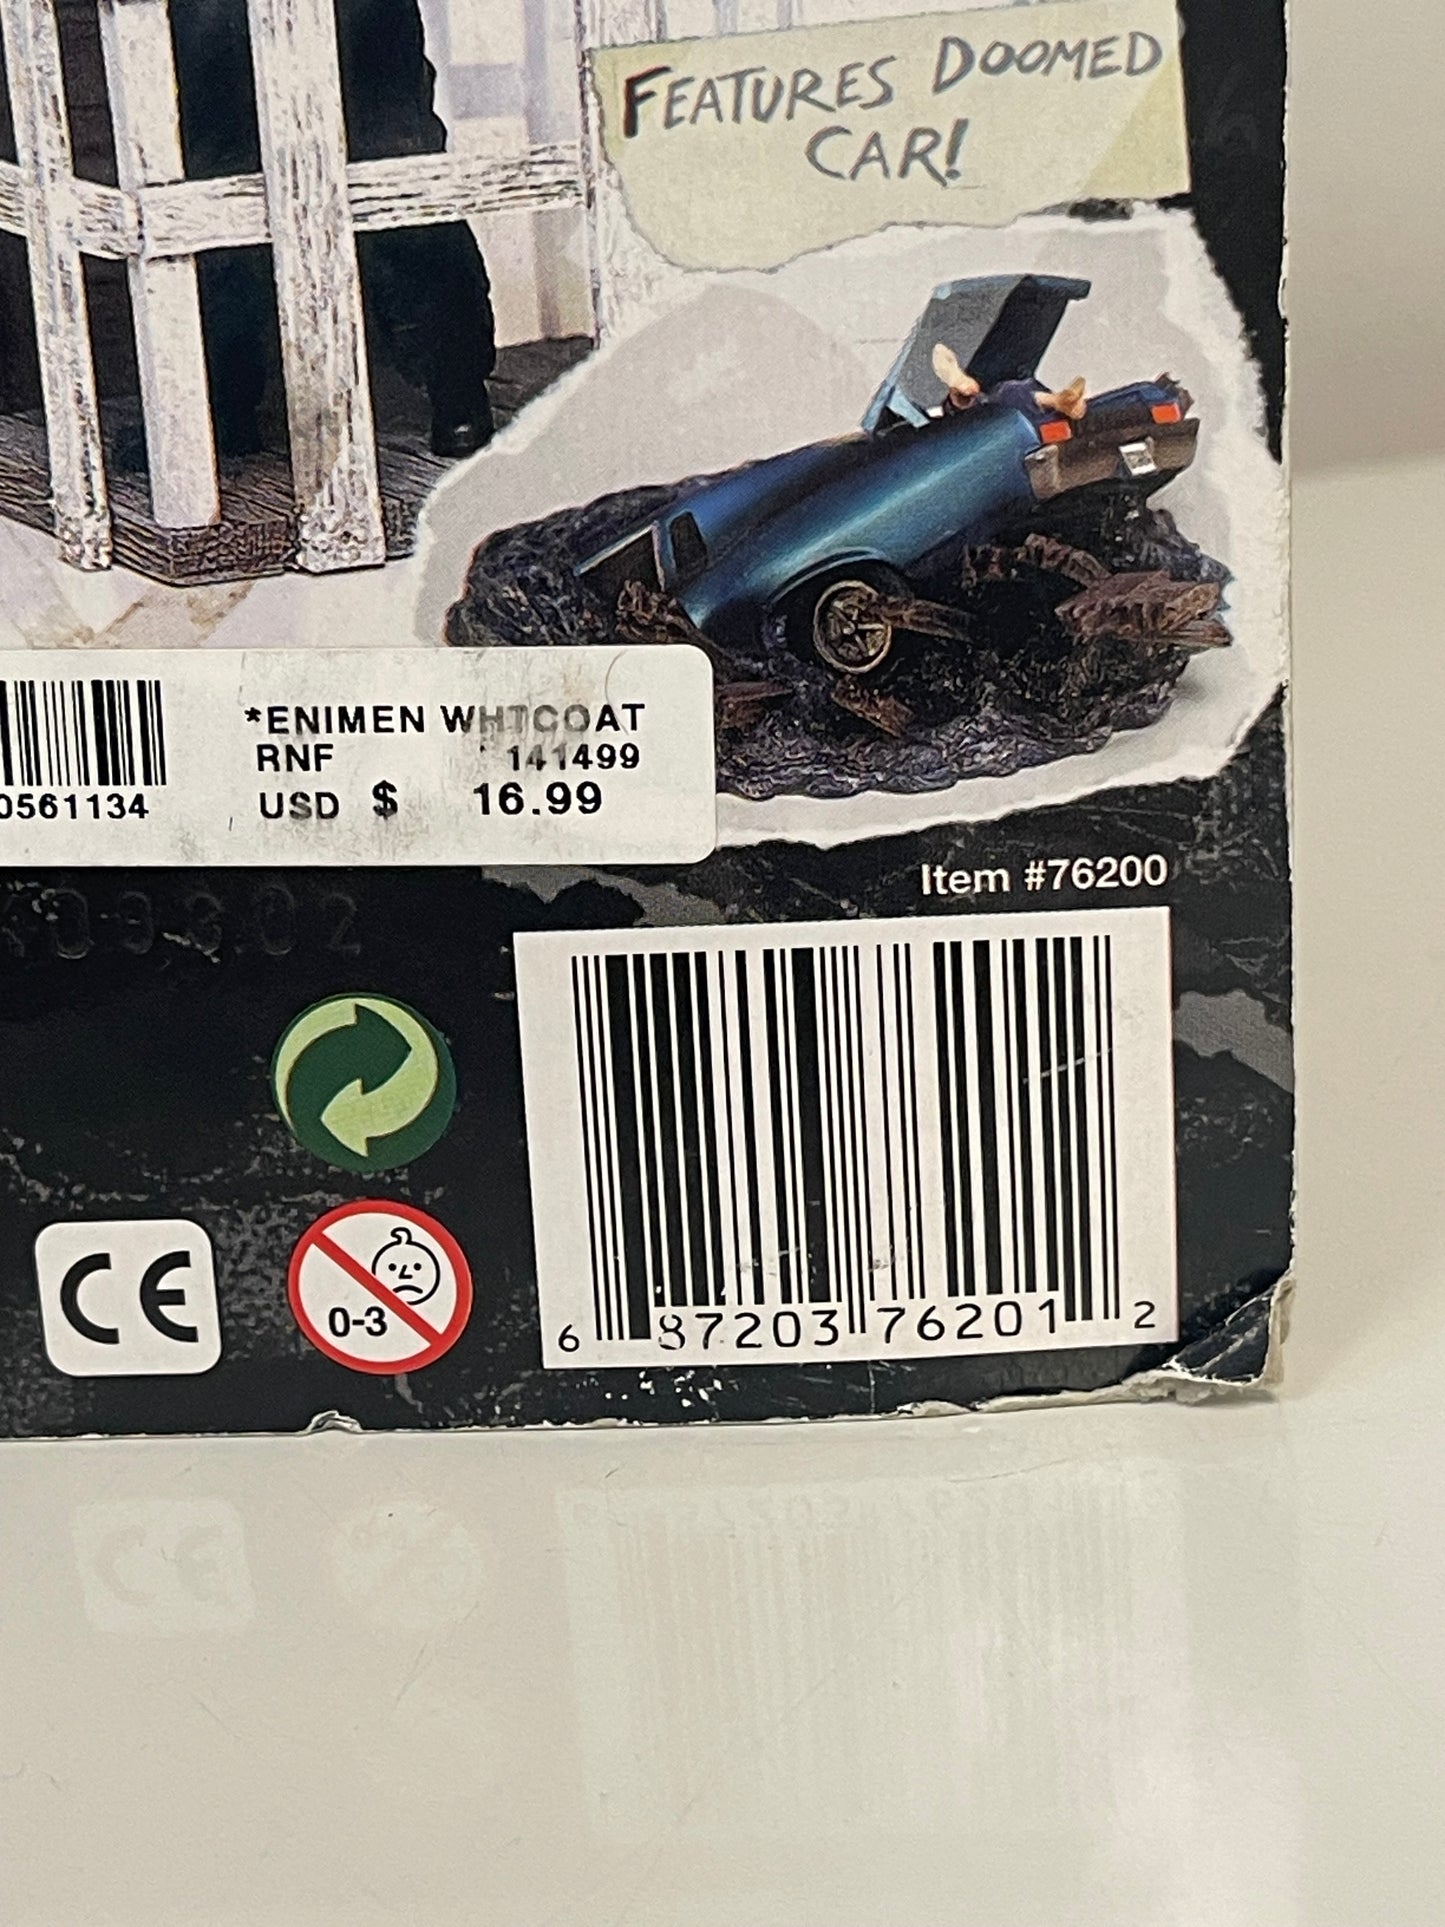 FEATURES DOOMED
CAR!
*ENIMEN WHTCOAT
RNF 141499
USD $ 16.99
0561134
Item #76200
CE
0-3
6 87203 76201 2